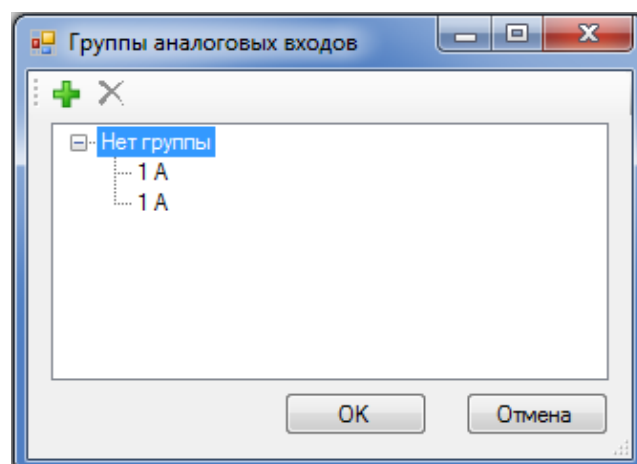 Группы аналоговых входов
Нет группы
1 А
1 А
OK
Отмена